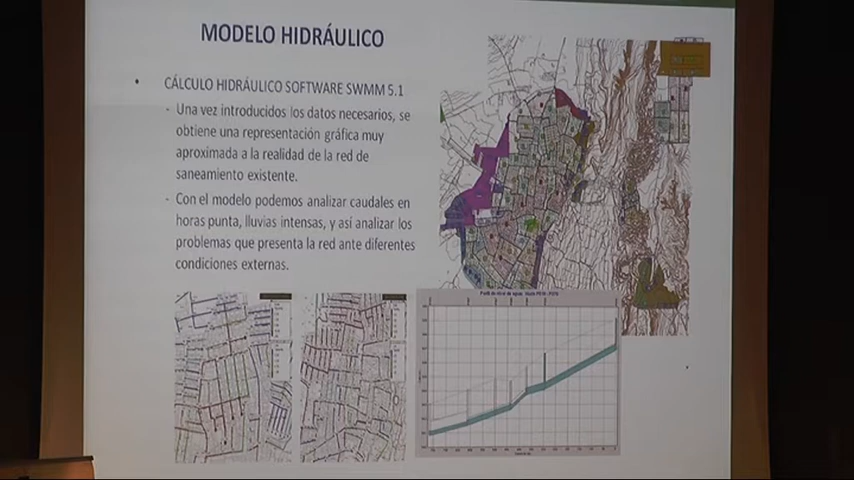 MODELO HIDRÁULICO
• CÁLCULO HIDRÁULICO SOFTWARE SWMM 5.1
- Una vez introducidos los datos necesarios, se
obtiene una representación gráfica muy
aproximada a la realidad de la red de
saneamiento existente.
- Con el modelo podemos analizar caudales en
horas punta, lluvias intensas, y así analizar los
problemas que presenta la red ante diferentes
condiciones externas.